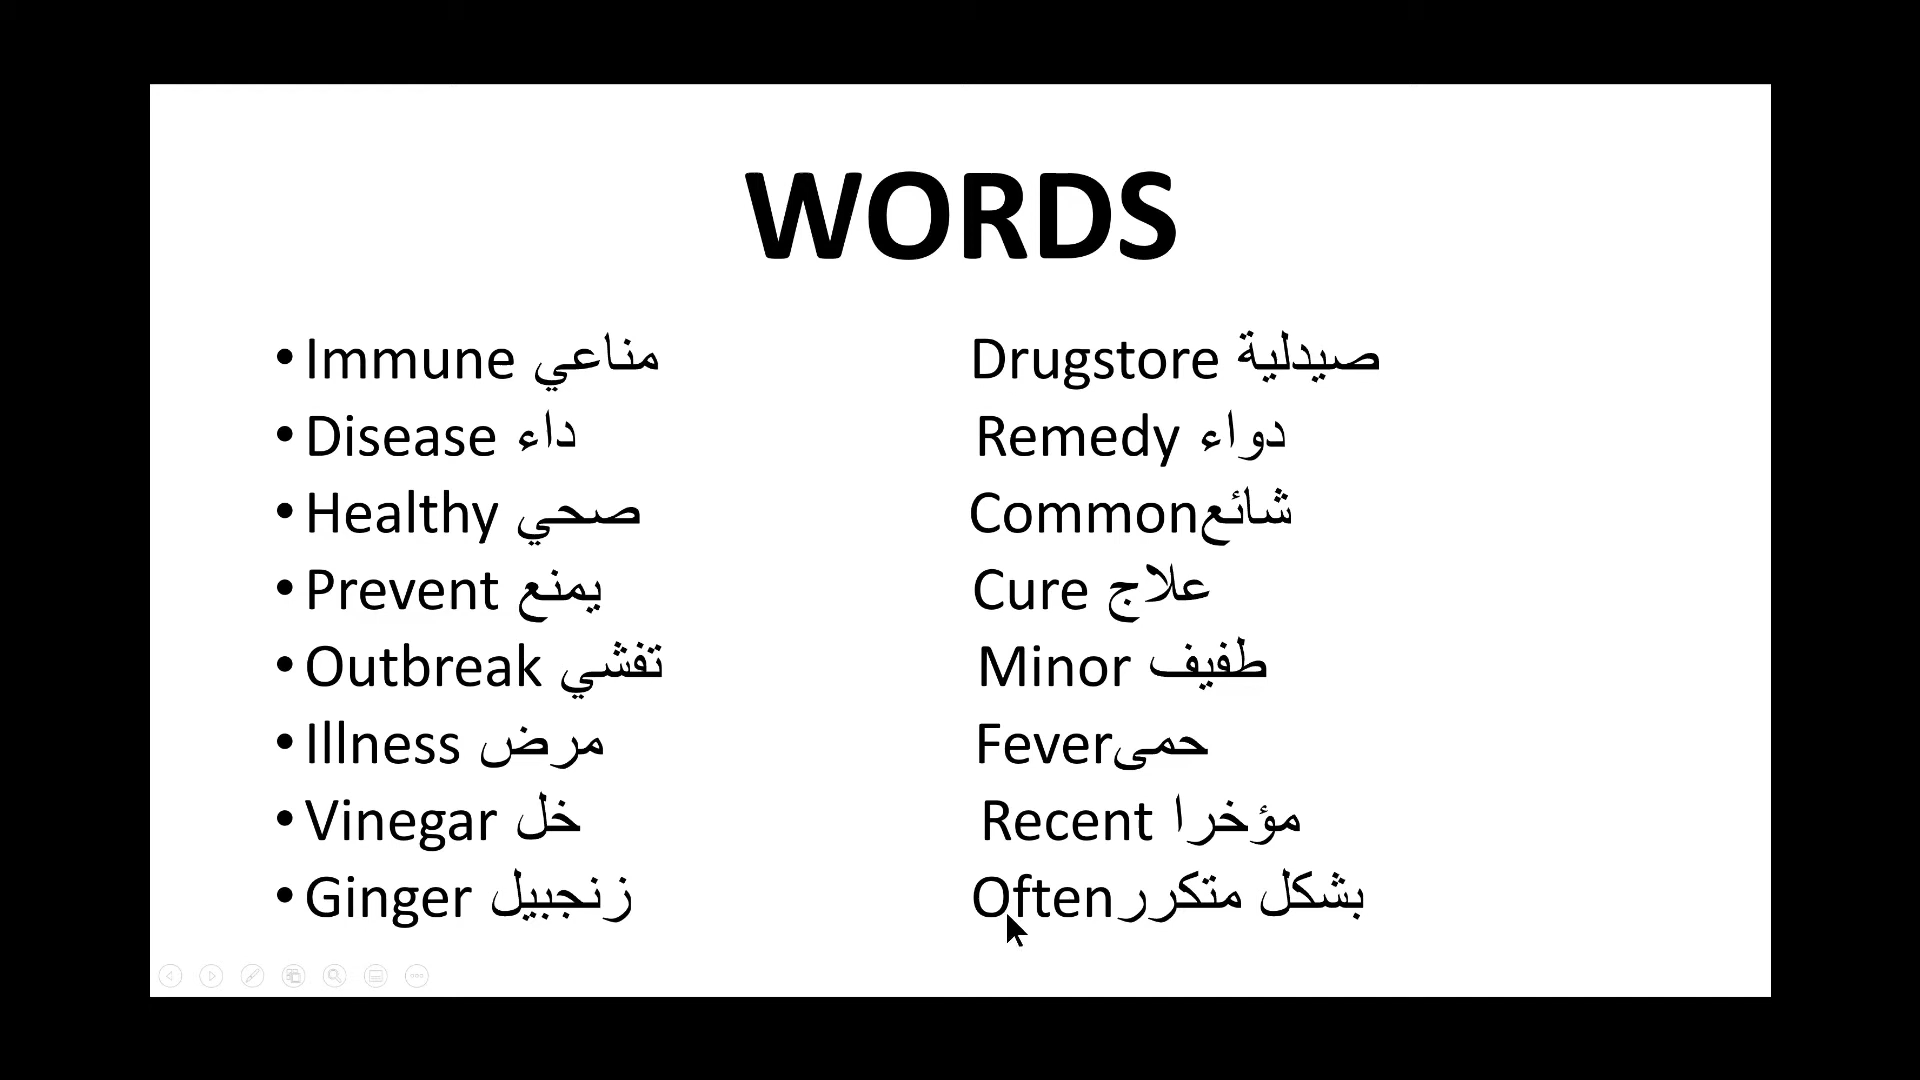 WORDS
• Immune مناعي
• Disease داء
• Healthy صحي
• Prevent يمنع
• Outbreak تفشي
• Illness مرض
• Vinegar خل
• Ginger زنجبيل
Drugstore صيدلية
Remedy دواء
Commonشائع
Cure علاج
Minor طفيف
Feverحمى
Recent مؤخرا
Oftenبشكل متكرر